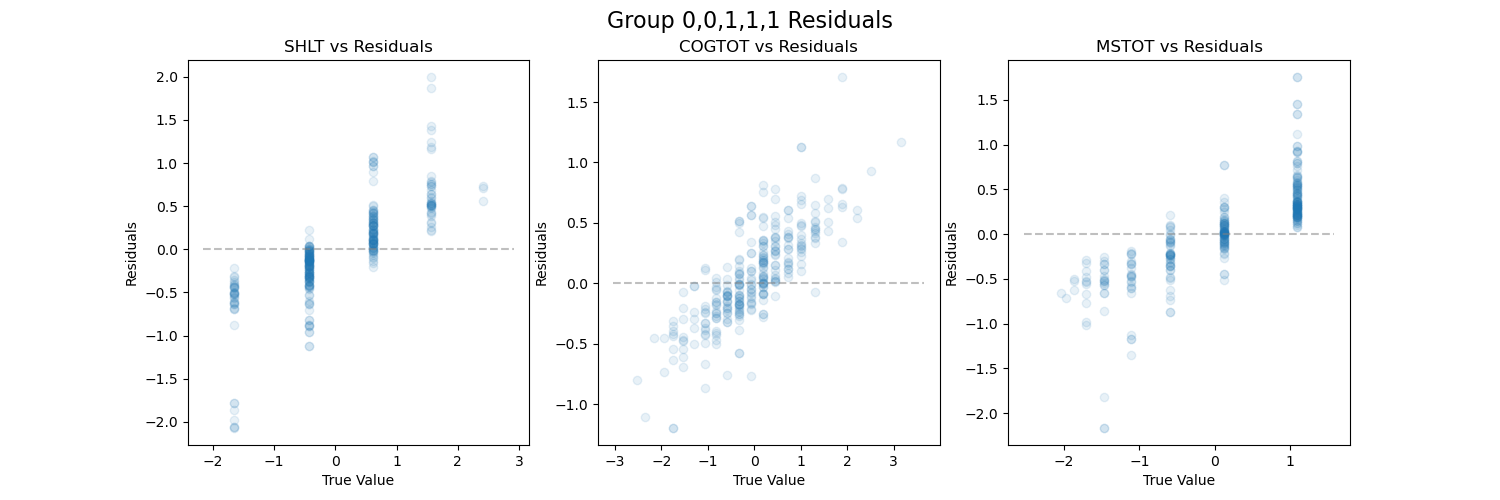 Group 0,0,1,1,1 Residuals
SHLT vs Residuals
COGTOT vs Residuals
MSTOT vs Residuals
Residuals
2.0
1.5
1.0
0.5
0.0
−0.5
−1.0
−1.5
−2.0
−2 −1 0 1 2 3
True Value
Residuals
1.5
1.0
0.5
0.0
−0.5
−1.0
−3 −2 −1 0 1 2 3
True Value
Residuals
1.5
1.0
0.5
0.0
−0.5
−1.0
−1.5
−2.0
−2 −1 0 1
True Value